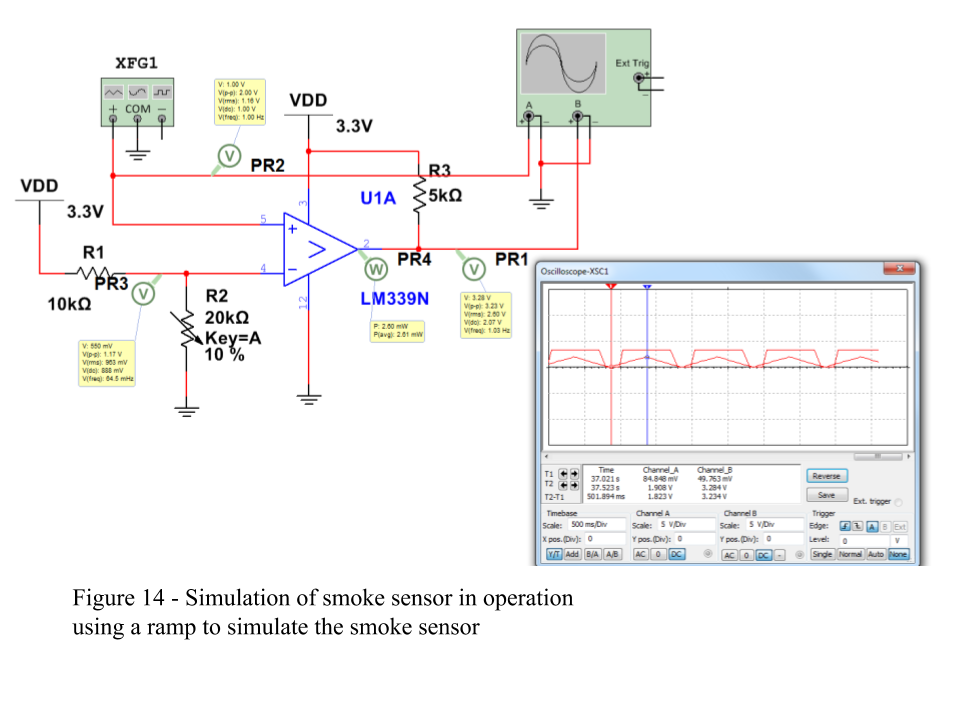 XFG1
COM
V: 1.00 V
V(p-p): 2.00 V
V(rms): 1.16 V
V(dc): 1.00 V
V(freq): 1.00 Hz
V
PR2
VDD
3.3V
Ext Trig
A
B
R3
5kΩ
VDD
3.3V
U1A
3
5
4
2
12
R1
10kΩ
PR3
V
R2
20kΩ
Key=A
10 %
V: 550 mV
V(p-p): 1.17 V
V(rms): 963 mV
V(dc): 888 mV
V(freq): 64.5 mHz
LM339N
W
PR4
V
PR1
P: 2.60 mW
P(avg): 2.61 mW
V: 3.28 V
V(p-p): 3.23 V
V(rms): 2.60 V
V(dc): 2.07 V
V(freq): 1.00 Hz
Oscilloscope-XSC1
Time Channel_A Channel_B
T1 37.021 s 84.848 mV 49.763 mV
T2 37.523 s 1.908 V 3.284 V
T2-T1 501.894 ms 1.823 V 3.234 V
Reverse
Save
Ext. trigger
Timebase
Scale: 500 ms/Div
X pos.(Div): 0
Y/T Add B/A A/B
Channel A
Scale: 5 V/Div
Y pos.(Div): 0
AC 0 DC
Channel B
Scale: 5 V/Div
Y pos.(Div): 0
AC 0 DC -
Trigger
Edge: A B Ext
Level: 0 V
Single Normal Auto None
Figure 14 - Simulation of smoke sensor in operation
using a ramp to simulate the smoke sensor